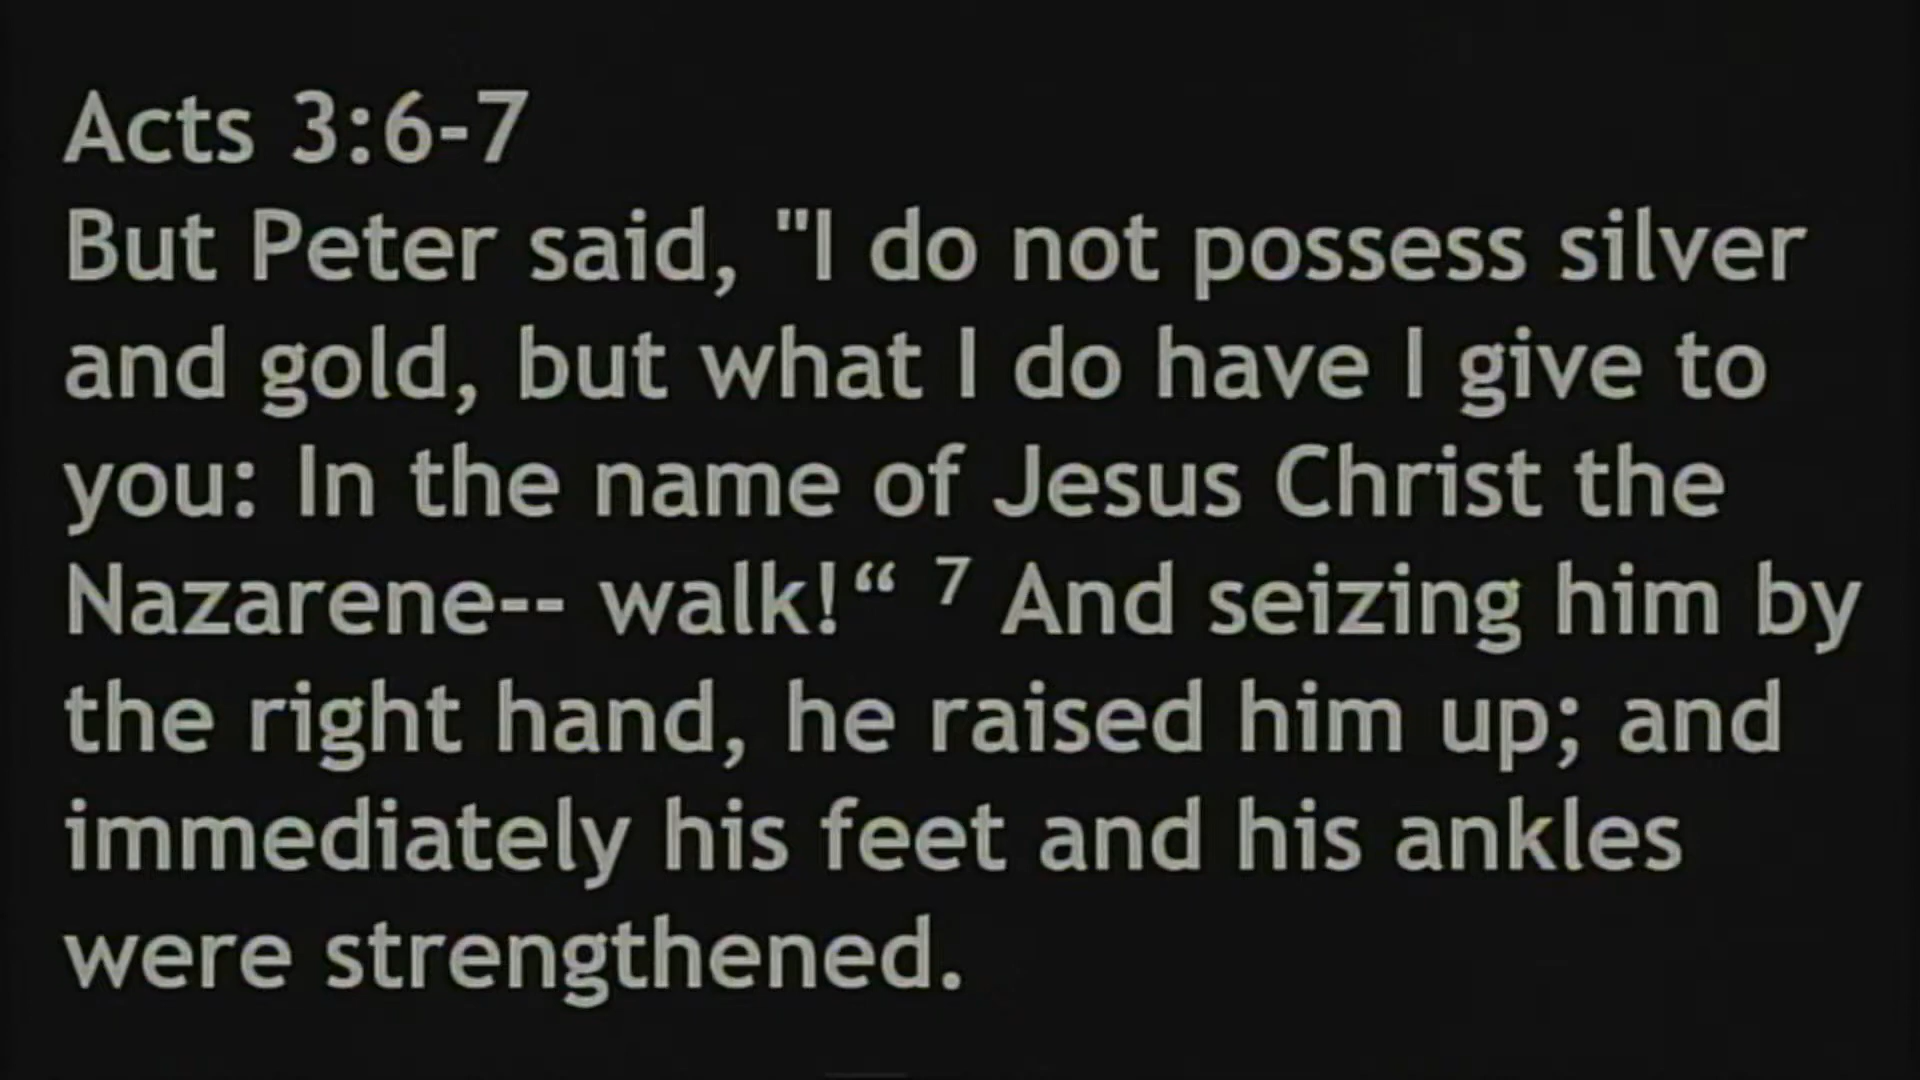 Acts 3:6-7
But Peter said, "I do not possess silver
and gold, but what I do have I give to
you: In the name of Jesus Christ the
Nazarene-- walk!“ ⁷ And seizing him by
the right hand, he raised him up; and
immediately his feet and his ankles
were strengthened.